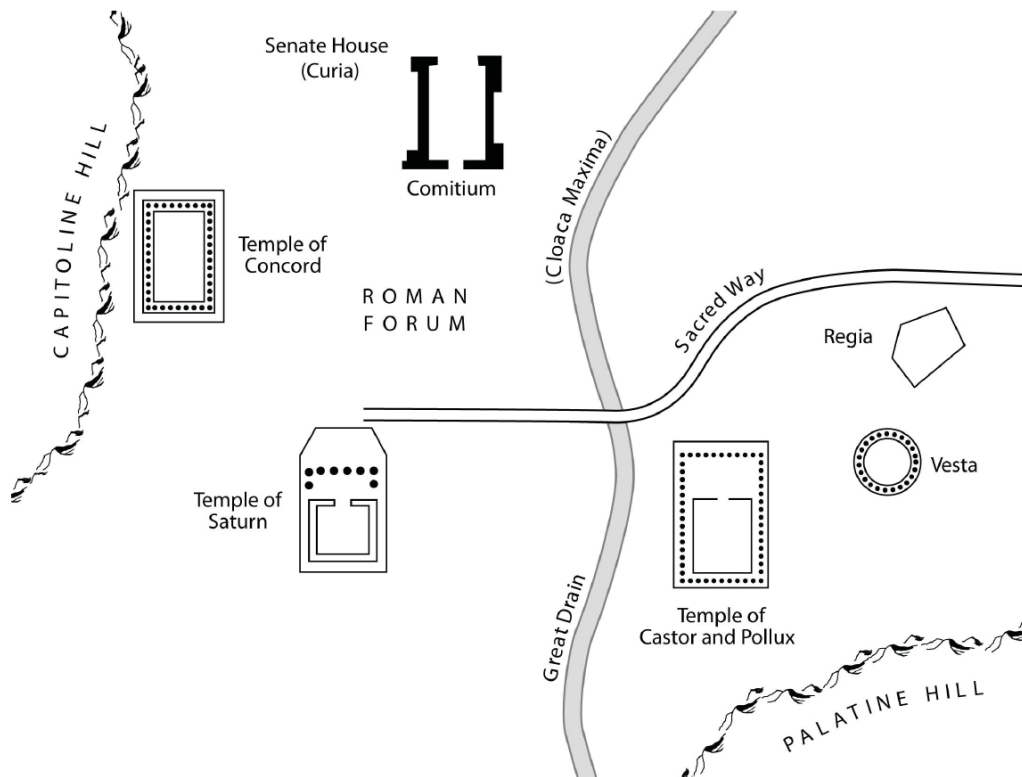 Senate House
(Curia)
Comitium
CAPITOLINE HILL
Temple of
Concord
ROMAN
FORUM
(Cloaca Maxima)
Sacred Way
Regia
Vesta
Temple of
Saturn
Great Drain
Temple of
Castor and Pollux
PALATINE HILL